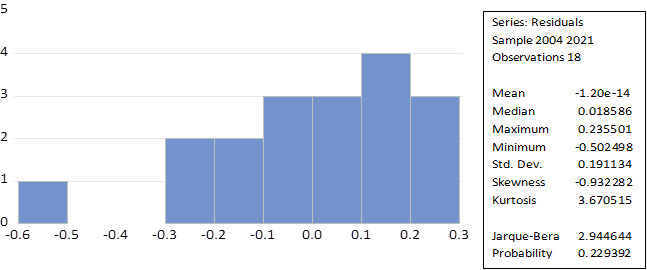 5
4
3
2
1
0
-0.6 -0.5 -0.4 -0.3 -0.2 -0.1 0.0 0.1 0.2 0.3
Series: Residuals
Sample 2004 2021
Observations 18
Mean -1.20e-14
Median 0.018586
Maximum 0.235501
Minimum -0.502498
Std. Dev. 0.191134
Skewness -0.932282
Kurtosis 3.670515
Jarque-Bera 2.944644
Probability 0.229392